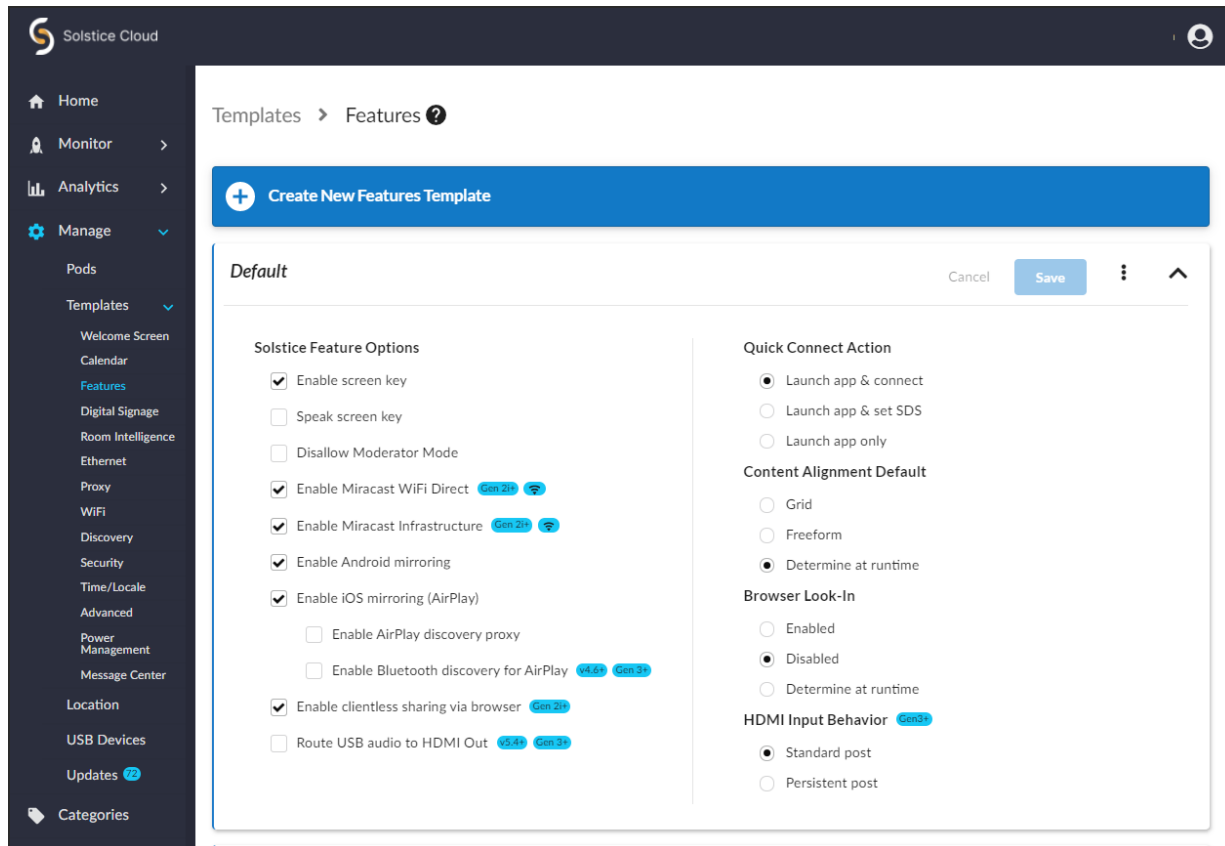 Solstice Cloud
Home
Monitor
Analytics
Manage
Pods
Templates
Welcome Screen
Calendar
Features
Digital Signage
Room Intelligence
Ethernet
Proxy
WiFi
Discovery
Security
Time/Locale
Advanced
Power
Management
Message Center
Location
USB Devices
Updates 72
Categories
Templates > Features ?
Create New Features Template
Default
Cancel Save
Solstice Feature Options
Enable screen key
Speak screen key
Disallow Moderator Mode
Enable Miracast WiFi Direct Gen 2i+
Enable Miracast Infrastructure Gen 2i+
Enable Android mirroring
Enable iOS mirroring (AirPlay)
Enable AirPlay discovery proxy
Enable Bluetooth discovery for AirPlay v4.6+ Gen 3+
Enable clientless sharing via browser Gen 2i+
Route USB audio to HDMI Out v5.4+ Gen 3+
Quick Connect Action
Launch app & connect
Launch app & set SDS
Launch app only
Content Alignment Default
Grid
Freeform
Determine at runtime
Browser Look-In
Enabled
Disabled
Determine at runtime
HDMI Input Behavior Gen3+
Standard post
Persistent post